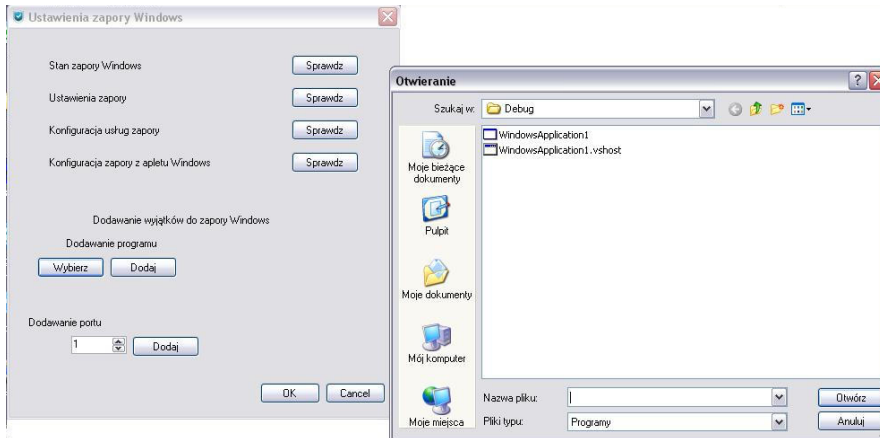 Ustawienia zapory Windows
Stan zapory Windows
Sprawdz
Ustawienia zapory
Sprawdz
Konfiguracja usług zapory
Sprawdz
Konfiguracja zapory z apletu Windows
Sprawdz
Dodawanie wyjątków do zapory Windows
Dodawanie programu
Wybierz
Dodaj
Dodawanie portu
1
Dodaj
OK
Cancel
Otwieranie
Szukaj w:
Debug
Moje bieżące
dokumenty
Pulpit
Moje dokumenty
Mój komputer
Moje miejsca
WindowsApplication1
WindowsApplication1.vshost
Nazwa pliku:
Otwórz
Pliki typu:
Programy
Anuluj